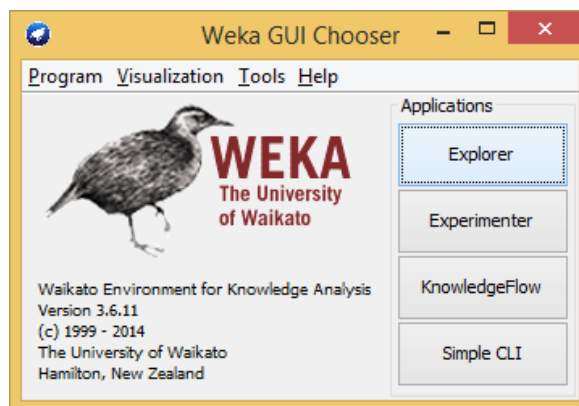 Weka GUI Chooser
Program Visualization Tools Help
WEKA
The University
of Waikato
Waikato Environment for Knowledge Analysis
Version 3.6.11
(c) 1999 - 2014
The University of Waikato
Hamilton, New Zealand
Applications
Explorer
Experimenter
KnowledgeFlow
Simple CLI